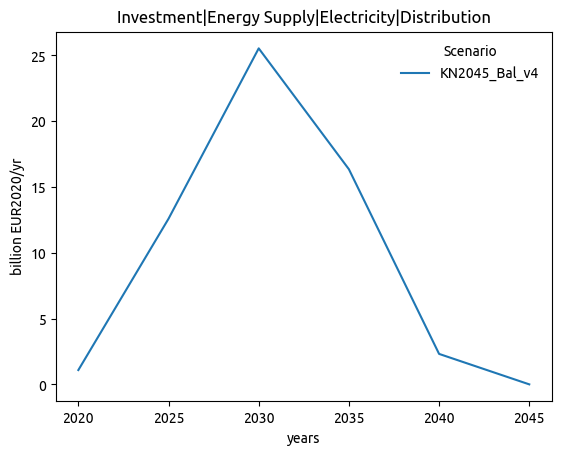 Investment|Energy Supply|Electricity|Distribution
Scenario
KN2045_Bal_v4
billion EUR2020/yr
25
20
15
10
5
0
2020 2025 2030 2035 2040 2045
years